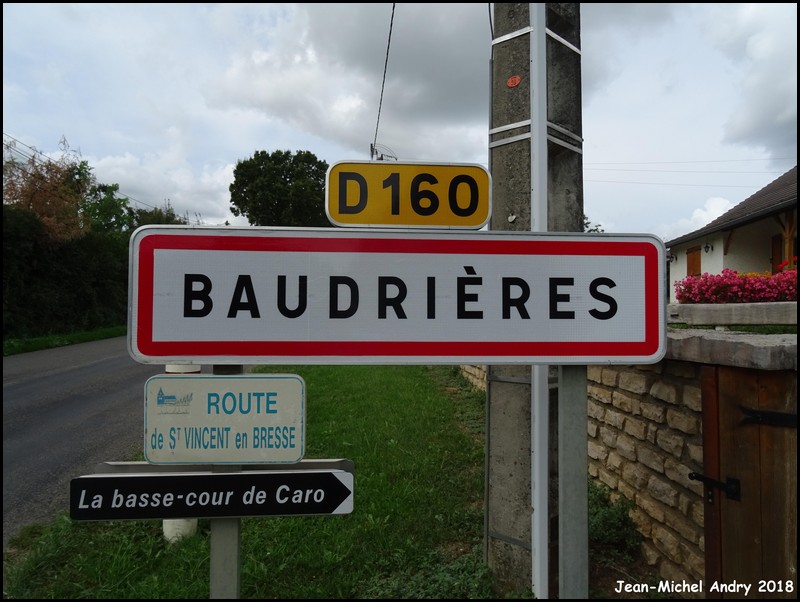 D160
BAUDRIÈRES
ROUTE
de ST VINCENT en BRESSE
La basse-cour de Caro
Jean-Michel Andry 2018